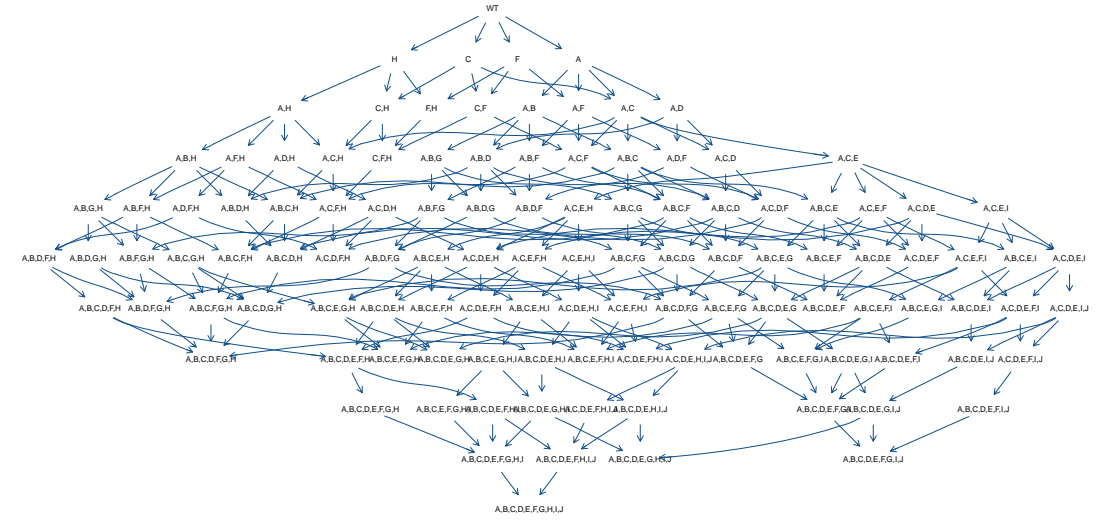 WT
H C F A
A,H C,H F,H C,F A,B A,F A,C A,D
A,B,H A,F,H A,D,H A,C,H C,F,H A,B,G A,B,D A,B,F A,C,F A,B,C A,D,F A,C,D A,C,E
A,B,G,H A,B,F,H A,D,F,H A,B,D,H A,B,C,H A,C,F,H A,C,D,H A,B,F,G A,B,D,G A,B,D,F A,C,E,H A,B,C,G A,B,C,F A,B,C,D A,C,D,F A,B,C,E A,C,E,F A,C,D,E A,C,E,I
A,B,D,F,H A,B,D,G,H A,B,F,G,H A,B,C,G,H A,B,C,F,H A,B,C,D,H A,C,D,F,H A,B,D,F,G A,B,C,E,H A,C,D,E,H A,C,E,F,H A,C,E,H,I A,B,C,F,G A,B,C,D,G A,B,C,D,F A,B,C,E,G A,B,C,E,F A,B,C,D,E A,C,D,E,F A,C,E,F,I A,B,C,E,I A,C,D,E,I
A,B,C,D,F,H A,B,D,F,G,H A,B,C,F,G,H A,B,C,D,G,H A,B,C,E,G,H A,B,C,D,E,H A,B,C,E,F,H A,C,D,E,F,H A,B,C,E,H,I A,C,D,E,H,I A,C,E,F,H,I A,B,C,D,F,G A,B,C,E,F,G A,B,C,D,E,G A,B,C,D,E,F A,B,C,E,F,I A,B,C,E,G,I A,B,C,D,E,I A,C,D,E,F,I A,C,D,E,I,J
A,B,C,D,F,G,H A,B,C,D,E,F,H A,B,C,E,F,G,H A,B,C,D,E,G,H A,B,C,E,G,H,I A,B,C,D,E,H,I A,B,C,E,F,H,I A,C,D,E,F,H,I A,C,D,E,H,I,J A,B,C,D,E,F,G A,B,C,E,F,G,I A,B,C,D,E,G,I A,B,C,D,E,F,I A,B,C,D,E,I,J A,C,D,E,F,I,J
A,B,C,D,E,F,G,H A,B,C,E,F,G,H,I A,B,C,D,E,F,H,I A,B,C,D,E,G,H,I A,C,D,E,F,H,I,J A,B,C,D,E,H,I,J A,B,C,D,E,F,G,I A,B,C,D,E,G,I,J A,B,C,D,E,F,I,J
A,B,C,D,E,F,G,H,I A,B,C,D,E,F,H,I,J A,B,C,D,E,G,H,I,J A,B,C,D,E,F,G,I,J
A,B,C,D,E,F,G,H,I,J